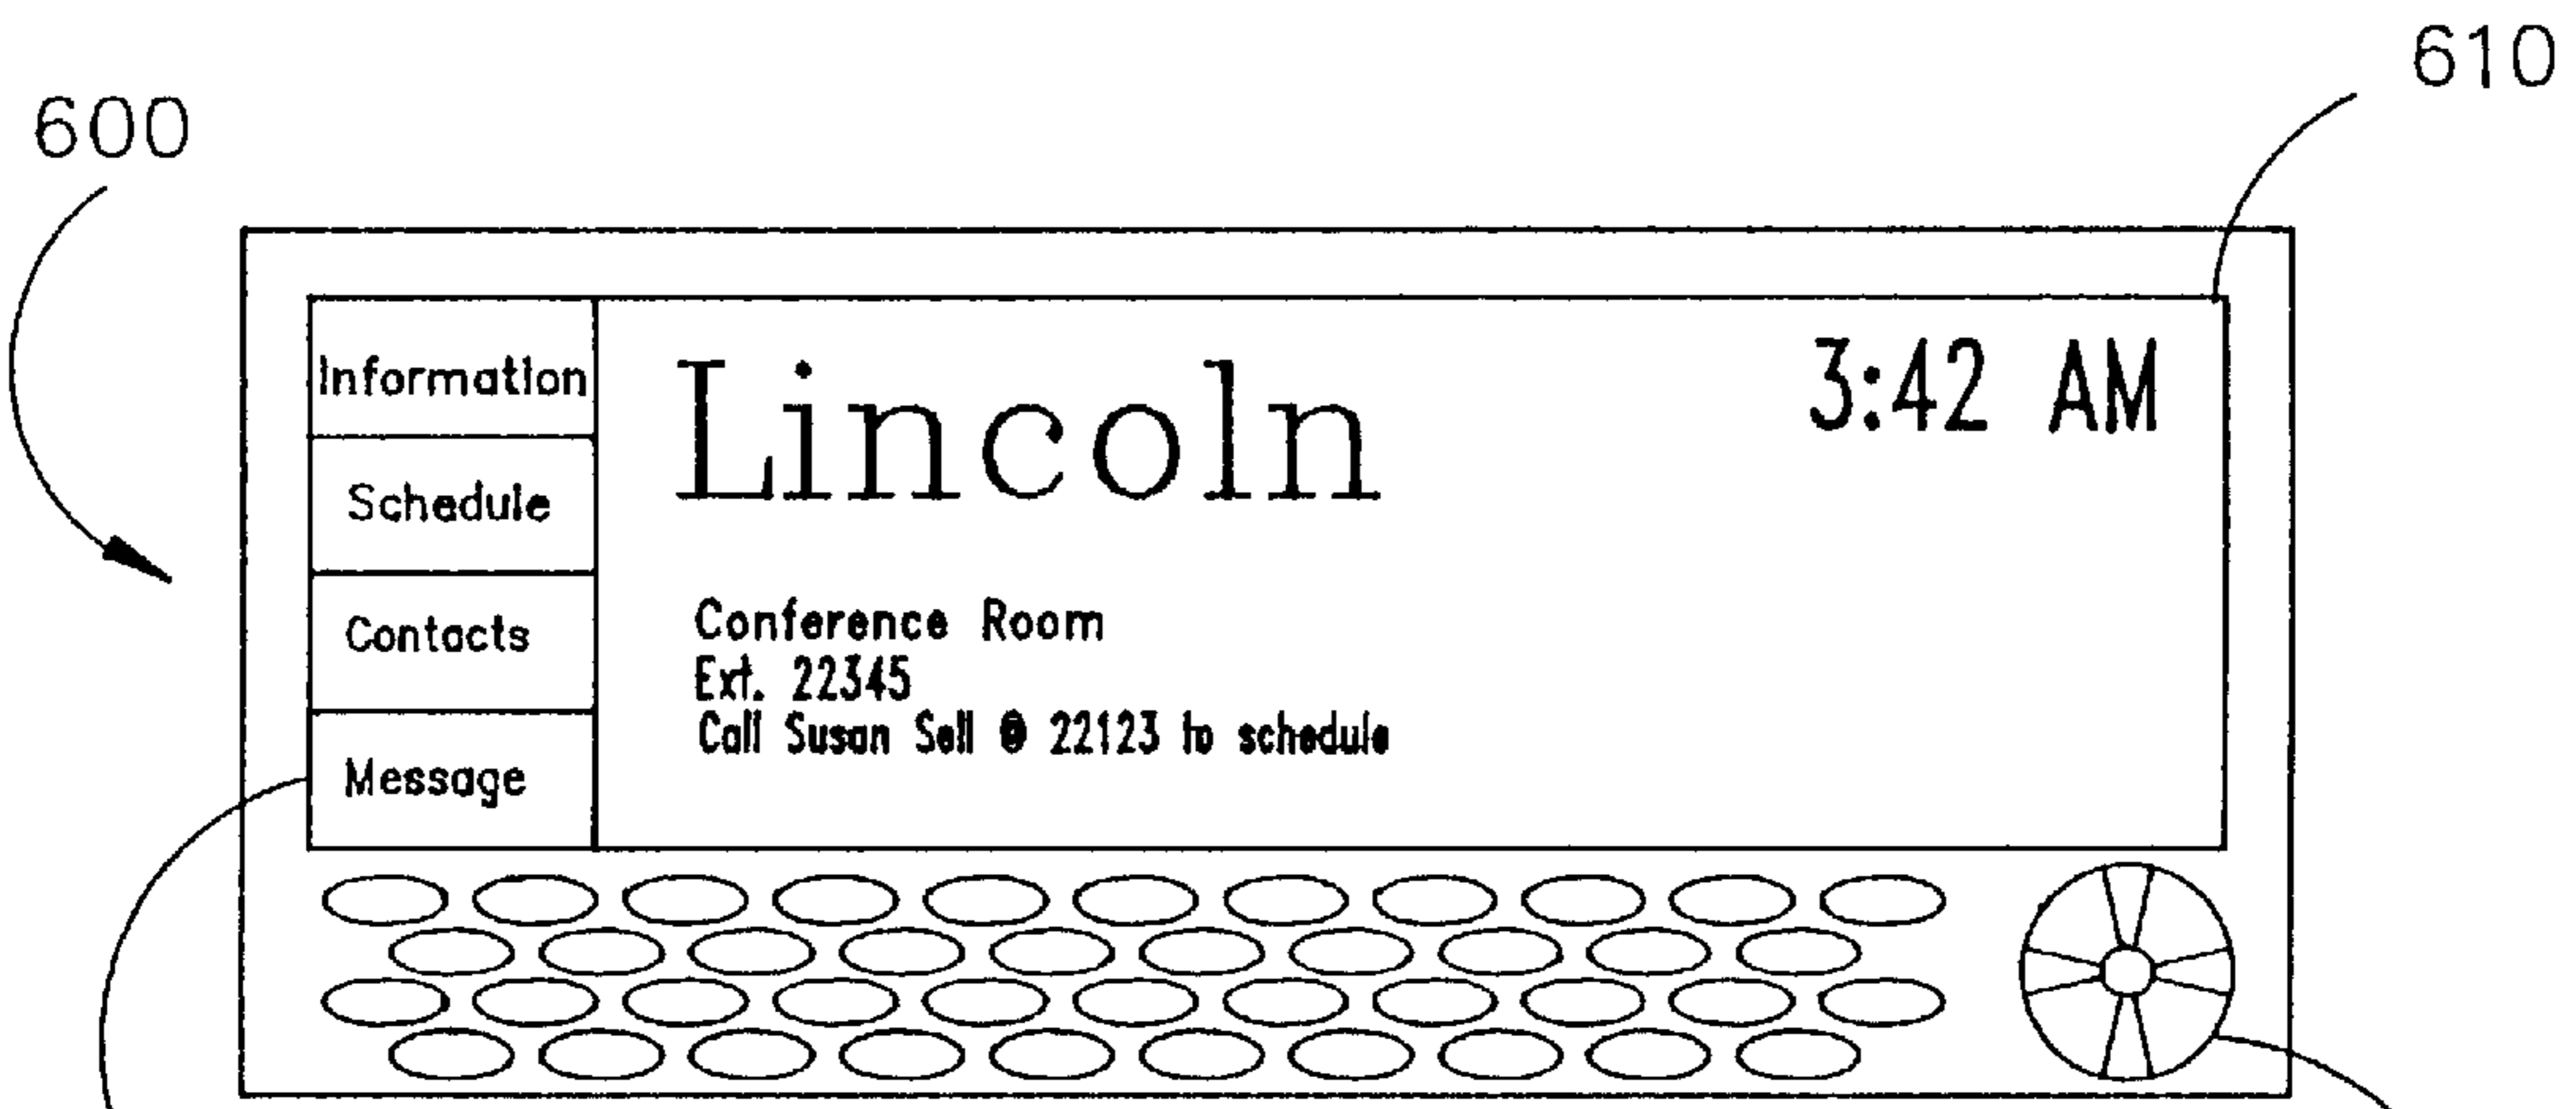 610
600
Information
Schedule
Contacts
Message
Lincoln
3:42 AM
Conference Room
Ext. 22345
Call Susan Sell @ 22123 to schedule